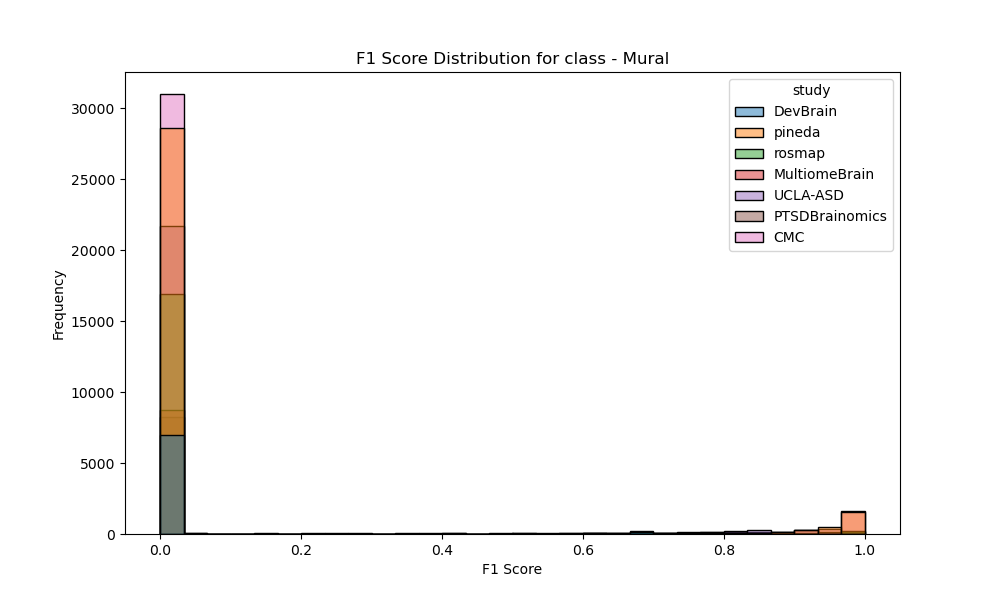 F1 Score Distribution for class - Mural
study
DevBrain
pineda
rosmap
MultiomeBrain
UCLA-ASD
PTSDBrainomics
CMC
Frequency
30000
25000
20000
15000
10000
5000
0
0.0 0.2 0.4 0.6 0.8 1.0
F1 Score